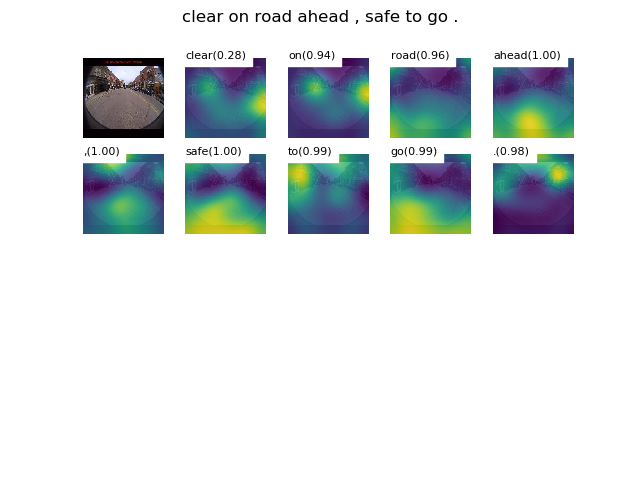 clear on road ahead , safe to go .
clear(0.28) on(0.94) road(0.96) ahead(1.00)
,(1.00) safe(1.00) to(0.99) go(0.99) .(0.98)